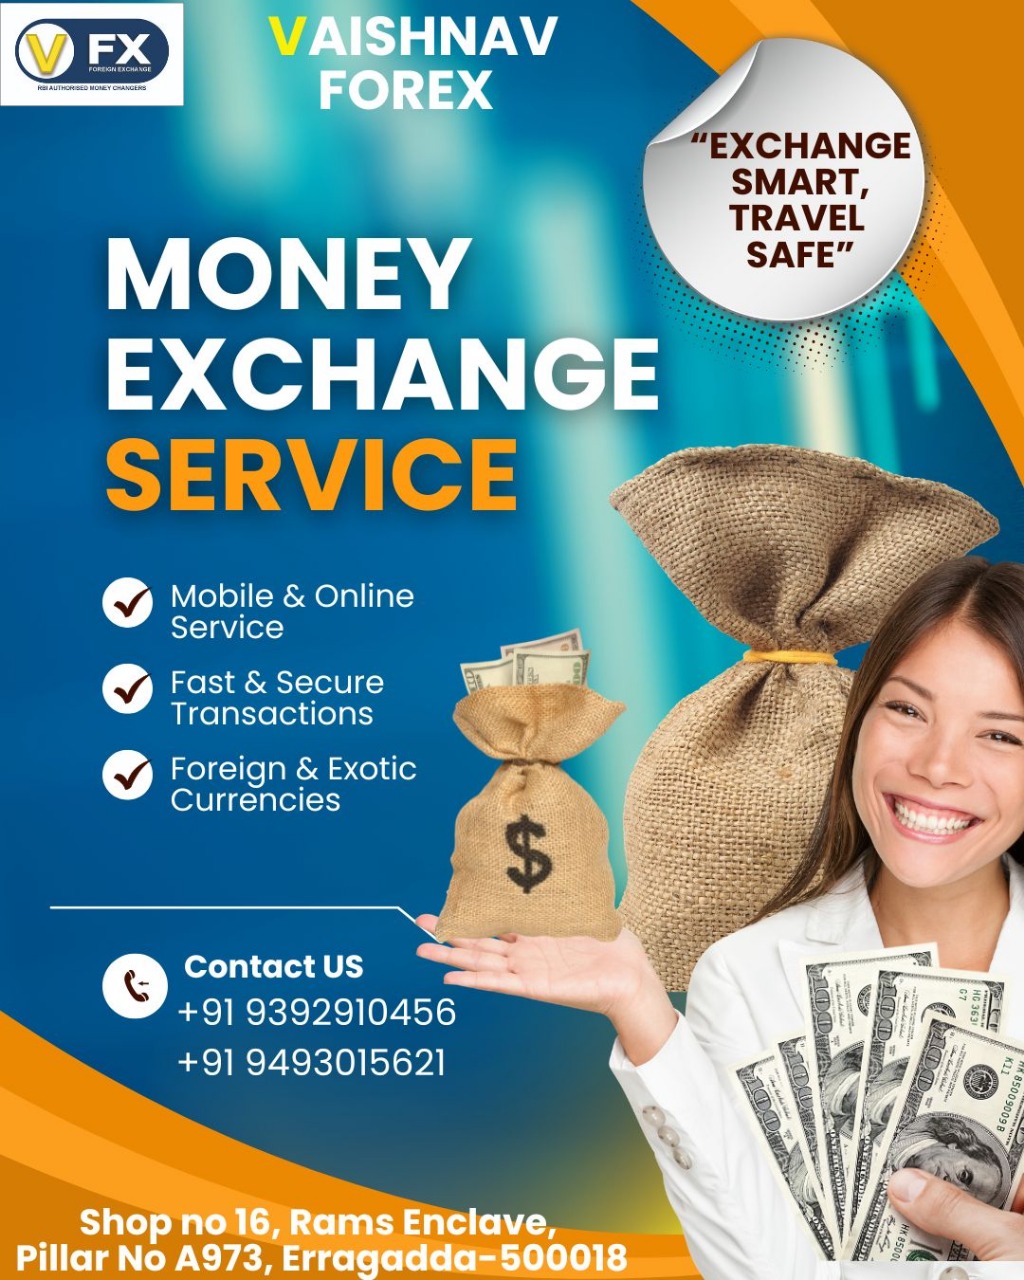 V FX
FOREIGN EXCHANGE
RBI AUTHORISED MONEY CHANGERS
VAISHNAV
FOREX
“EXCHANGE
SMART,
TRAVEL
SAFE”
MONEY
EXCHANGE
SERVICE
Mobile & Online
Service
Fast & Secure
Transactions
Foreign & Exotic
Currencies
$
Contact US
+91 9392910456
+91 9493015621
Shop no 16, Rams Enclave,
Pillar No A973, Erragadda-500018